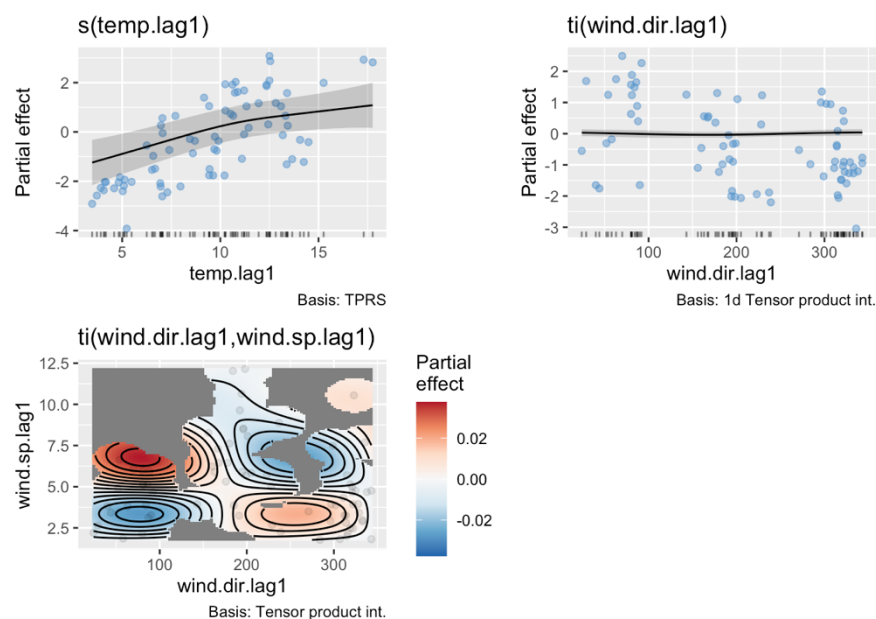 s(temp.lag1)
Partial effect
2
0
-2
-4
5
10
15
temp.lag1
Basis: TPRS
ti(wind.dir.lag1)
Partial effect
2
1
0
-1
-2
-3
100
200
300
wind.dir.lag1
Basis: 1d Tensor product int.
ti(wind.dir.lag1,wind.sp.lag1)
wind.sp.lag1
12.5
10.0
7.5
5.0
2.5
100
200
300
wind.dir.lag1
Basis: Tensor product int.
Partial
effect
0.02
0.00
-0.02